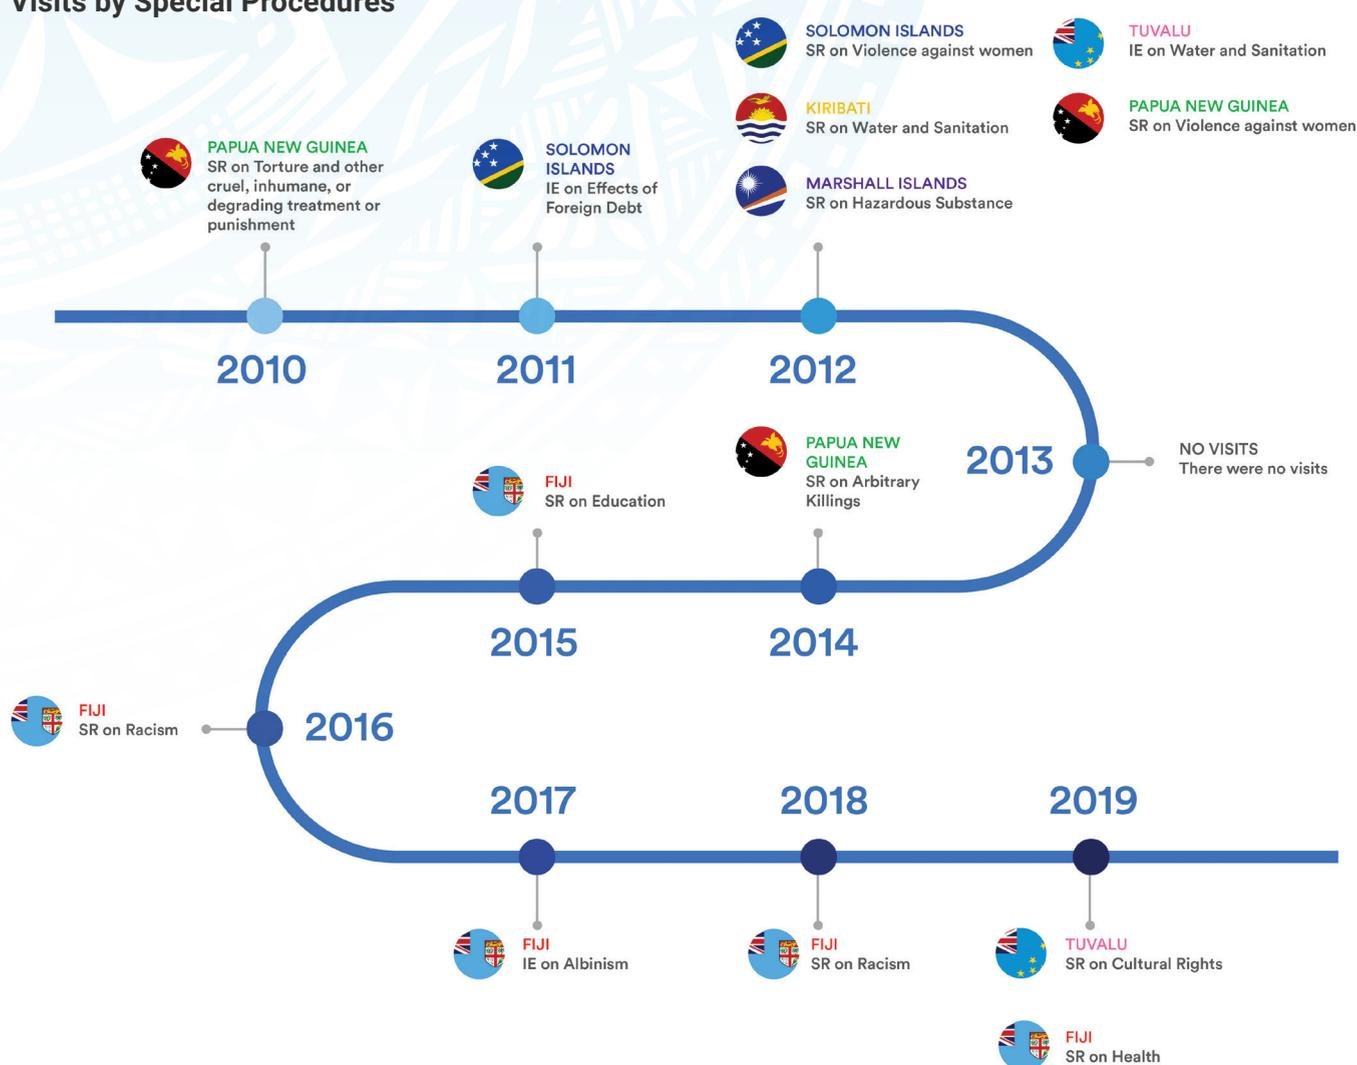 Visits by Special Procedures
SOLOMON ISLANDS
SR on Violence against women
TUVALU
IE on Water and Sanitation
KIRIBATI
SR on Water and Sanitation
PAPUA NEW GUINEA
SR on Violence against women
MARSHALL ISLANDS
SR on Hazardous Substance
PAPUA NEW GUINEA
SR on Torture and other
cruel, inhumane, or
degrading treatment or
punishment
SOLOMON
ISLANDS
IE on Effects of
Foreign Debt
2010
2011
2012
2013
NO VISITS
There were no visits
PAPUA NEW
GUINEA
SR on Arbitrary
Killings
FIJI
SR on Education
2015
2014
FIJI
SR on Racism
2016
2017
2018
2019
FIJI
IE on Albinism
FIJI
SR on Racism
TUVALU
SR on Cultural Rights
FIJI
SR on Health